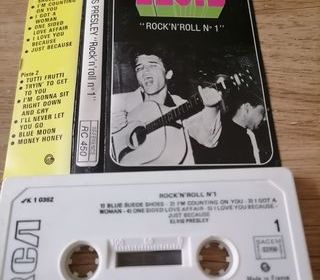 I'M COUNTING
ON YOU
I GOT A
WOMAN
ONE SIDED
LOVE AFFAIR
I LOVE YOU
BECAUSE
JUST BECAUSE
Piste 2
TUTTI FRUTTI
TRYIN' TO GET
TO YOU
I'M GONNA SIT
RIGHT DOWN
AND CRY
I'LL NEVER LET
YOU GO
BLUE MOON
MONEY HONEY
PRESLEY "Rock'n'roll n° 1"
RC 450
"ROCK'N'ROLL N° 1"
ROCK'N'ROLL N°1
1) BLUE SUEDE SHOES - 2) I'M COUNTING ON YOU - 3) I GOT A
WOMAN - 4) ONE SIDED LOVE AFFAIR - 5) I LOVE YOU BECAUSE -
JUST BECAUSE
ELVIS PRESLEY
1
RCA
SACEM
Made in France